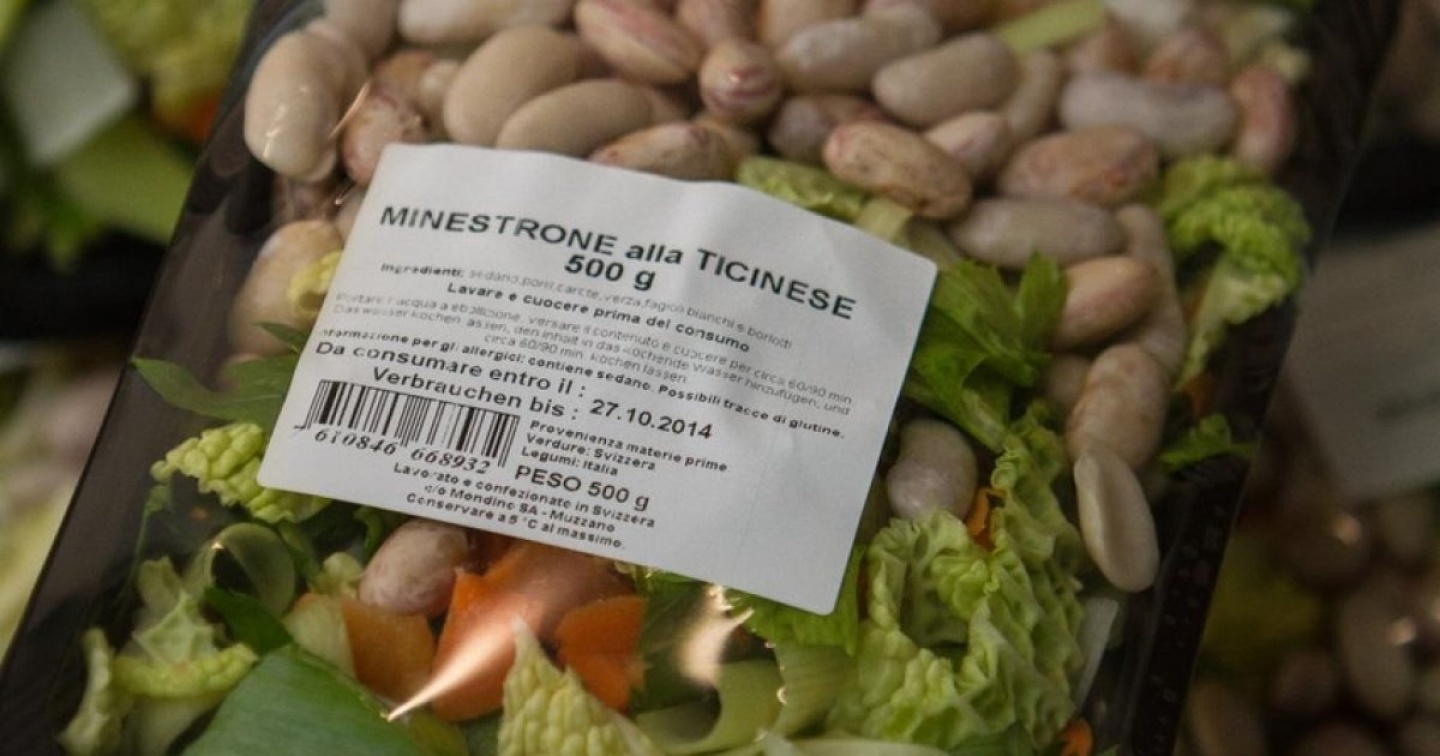 MINESTRONE alla TICINESE
500 g
Ingredienti: sedano,porri,carote,verza,fagioli bianchi e borlotti
Lavare e cuocere prima del consumo
Portare l'acqua a ebollizione, versare il contenuto e cuocere per circa 60/90 min
Das wasser kochen lassen, den Inhalt in das kochende Wasser hinzufügen, und
circa 60/90 min. kochen lassen
nformazione per gli allergici: contiene sedano. Possibili tracce di glutine.
Da consumare entro il :
Verbrauchen bis : 27.10.2014
610846 668932
Provenienza materie prime
Verdure: Svizzera
Legumi: Italia
PESO 500 g
Lavorato e confezionato in Svizzera
c/o Mondino SA - Muzzano
Conservare a 5 °C al massimo.